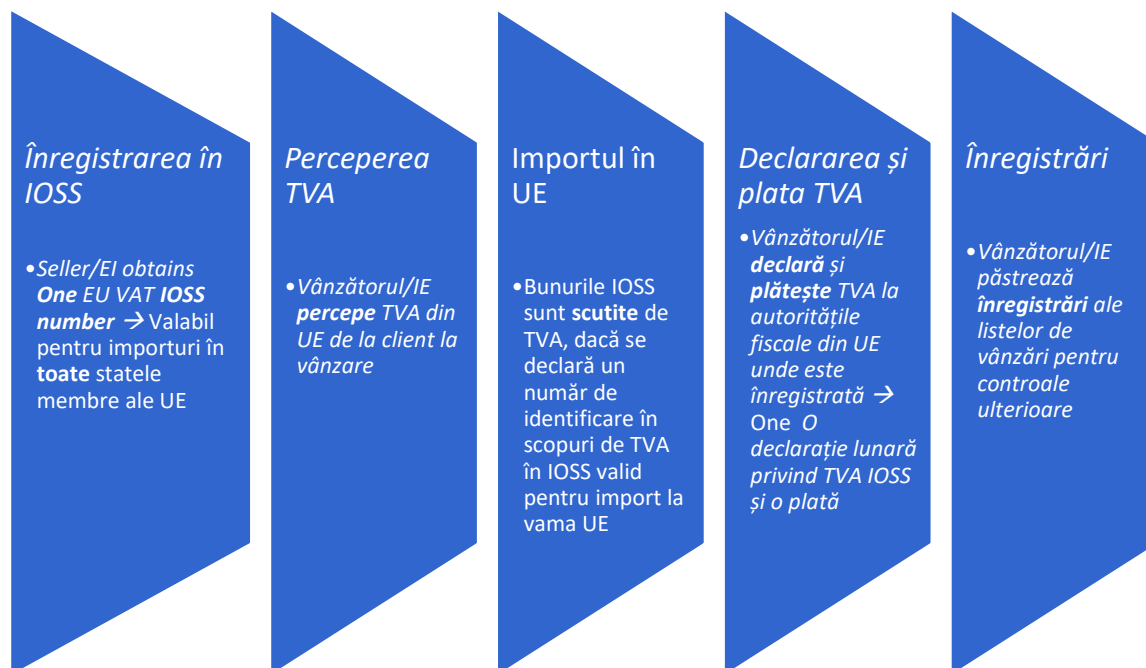 Înregistrarea în
IOSS
•Seller/EI obtains
One EU VAT IOSS
number → Valabil
pentru importuri în
toate statele
membre ale UE
Perceperea
TVA
•Vânzătorul/IE
percepe TVA din
UE de la client la
vânzare
Importul în
UE
•Bunurile IOSS
sunt scutite de
TVA, dacă se
declară un
număr de
identificare în
scopuri de TVA
în IOSS valid
pentru import la
vama UE
Declararea și
plata TVA
•Vânzătorul/IE
declară și
plătește TVA la
autoritățile
fiscale din UE
unde este
înregistrată →
One O
declarație lunară
privind TVA IOSS
și o plată
Înregistrări
•Vânzătorul/IE
păstrează
înregistrări ale
listelor de
vânzări pentru
controale
ulterioare